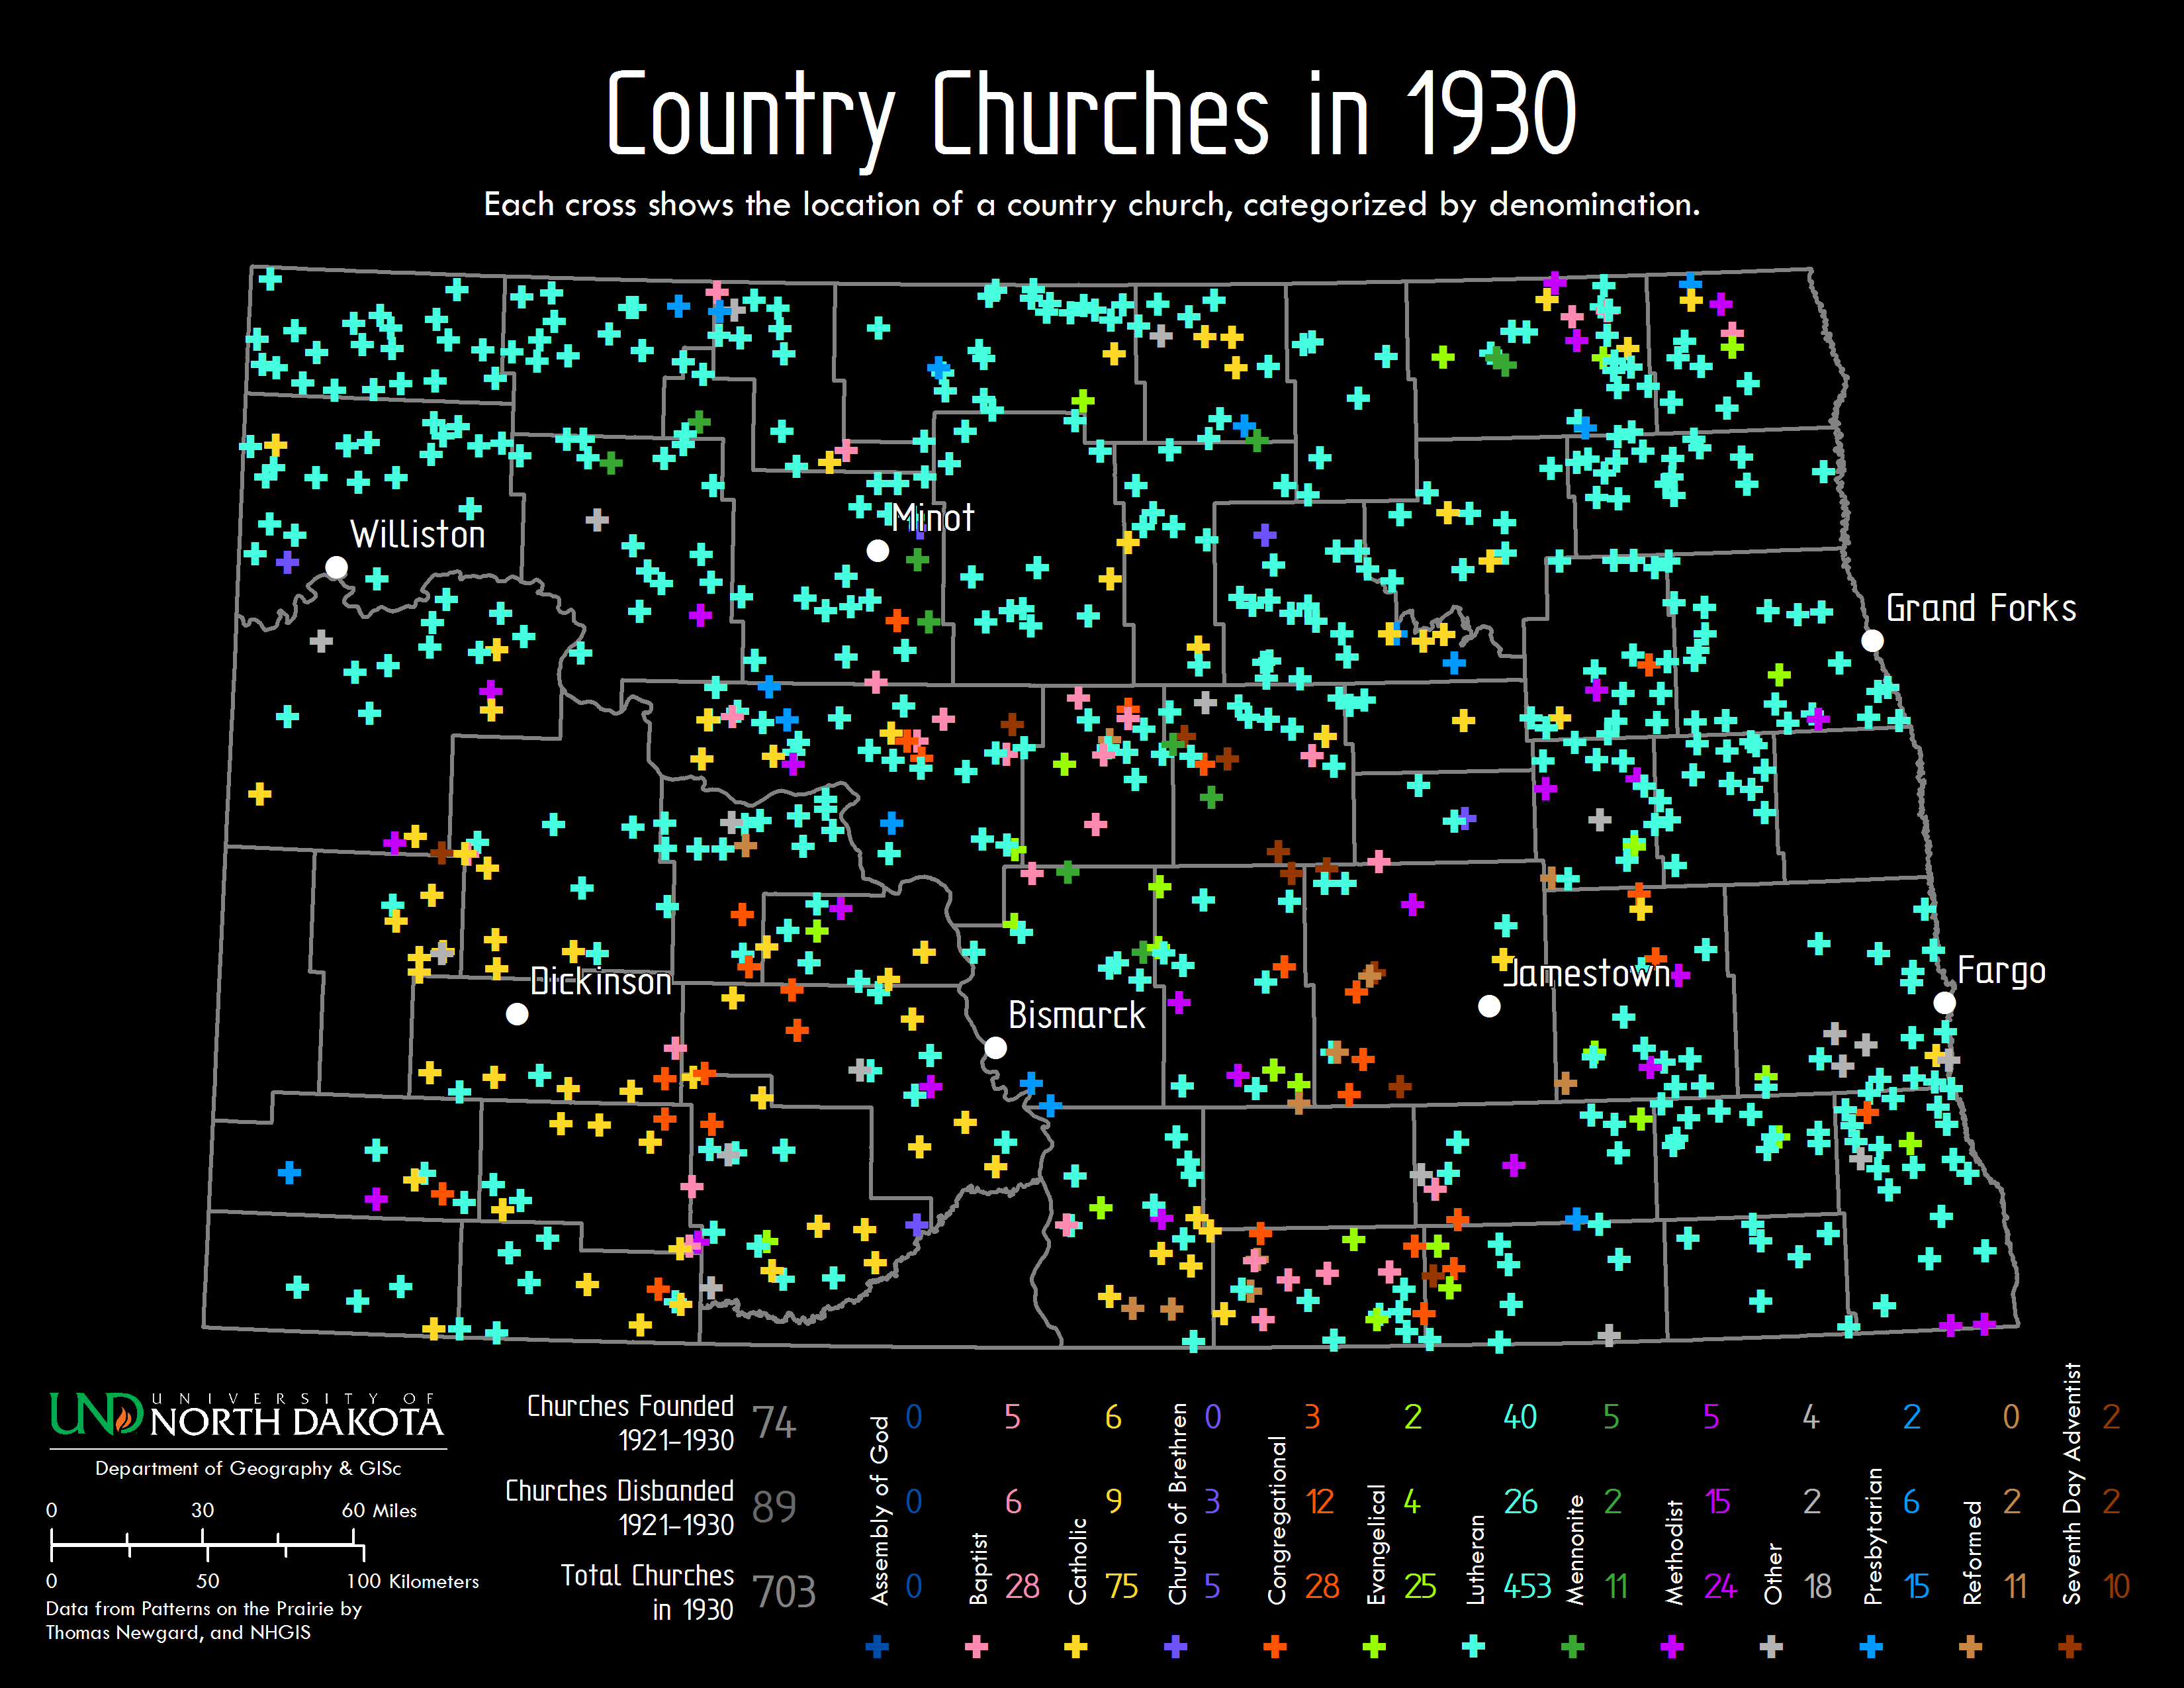 Country Churches in 1930
Each cross shows the location of a country church, categorized by denomination.
Williston
Minot
Grand Forks
Dickinson
Jamestown
Fargo
Bismarck
UND UNIVERSITY OF
NORTH DAKOTA
Department of Geography & GISc
0 30 60 Miles
0 50 100 Kilometers
Data from Patterns on the Prairie by
Thomas Newgard, and NHGIS
Churches Founded
1921–1930
74
0 5 6 0 3 2 40 5 5 4 2 0 2
Churches Disbanded
1921–1930
89
0 6 9 3 12 4 26 2 15 2 6 2 2
Total Churches
in 1930
703
0 28 75 5 28 25 453 11 24 18 15 11 10
Assembly of God
Baptist
Catholic
Church of Brethren
Congregational
Evangelical
Lutheran
Mennonite
Methodist
Other
Presbytarian
Reformed
Seventh Day Adventist